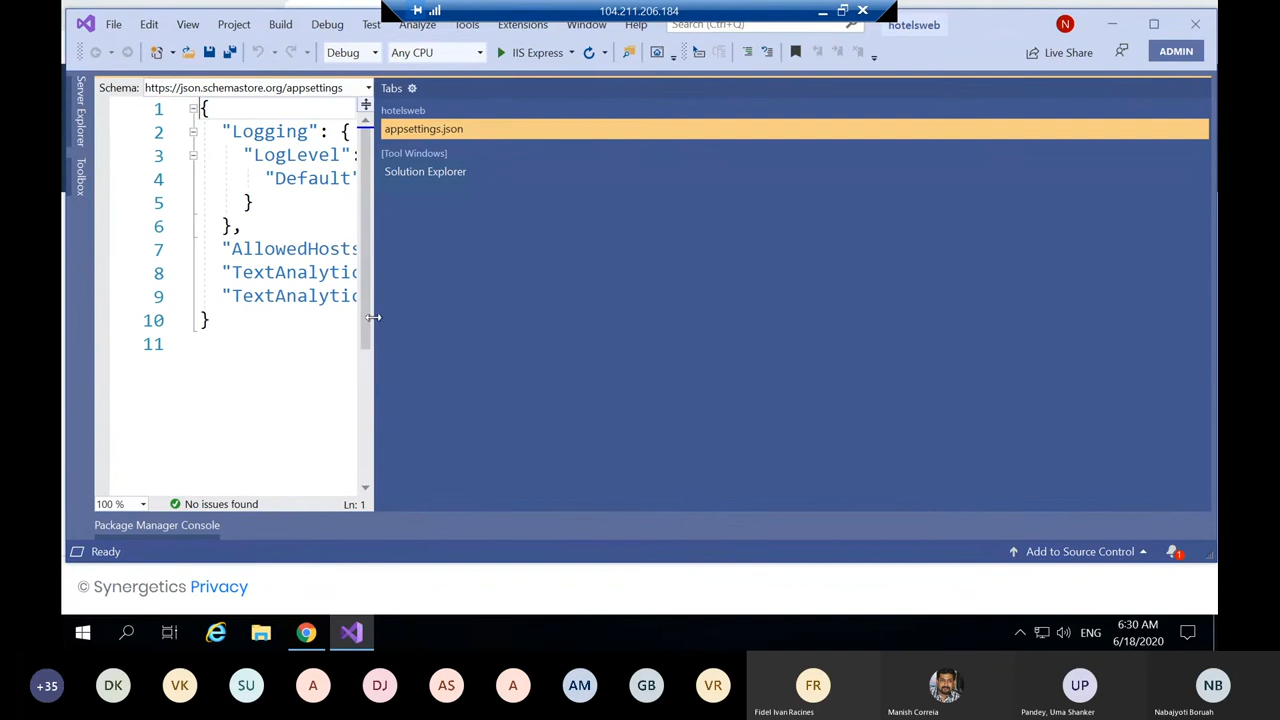 104.211.206.184
File Edit View Project Build Debug Test Analyze Tools Extensions Window Help Search (Ctrl+Q) hotelsweb N
Debug Any CPU IIS Express Live Share ADMIN
Server Explorer
Toolbox
Schema: https://json.schemastore.org/appsettings
1 {
2 "Logging": {
3 "LogLevel":
4 "Default"
5 }
6 },
7 "AllowedHosts
8 "TextAnalytic
9 "TextAnalytic
10 }
11
Tabs
hotelsweb
appsettings.json
[Tool Windows]
Solution Explorer
100 % No issues found Ln: 1
Package Manager Console
Ready Add to Source Control 1
© Synergetics Privacy
ENG 6:30 AM
6/18/2020
+35 DK VK SU A DJ AS A AM GB VR FR UP NB
Fidel Ivan Racines Manish Correia Pandey, Uma Shanker Nabajyoti Boruah